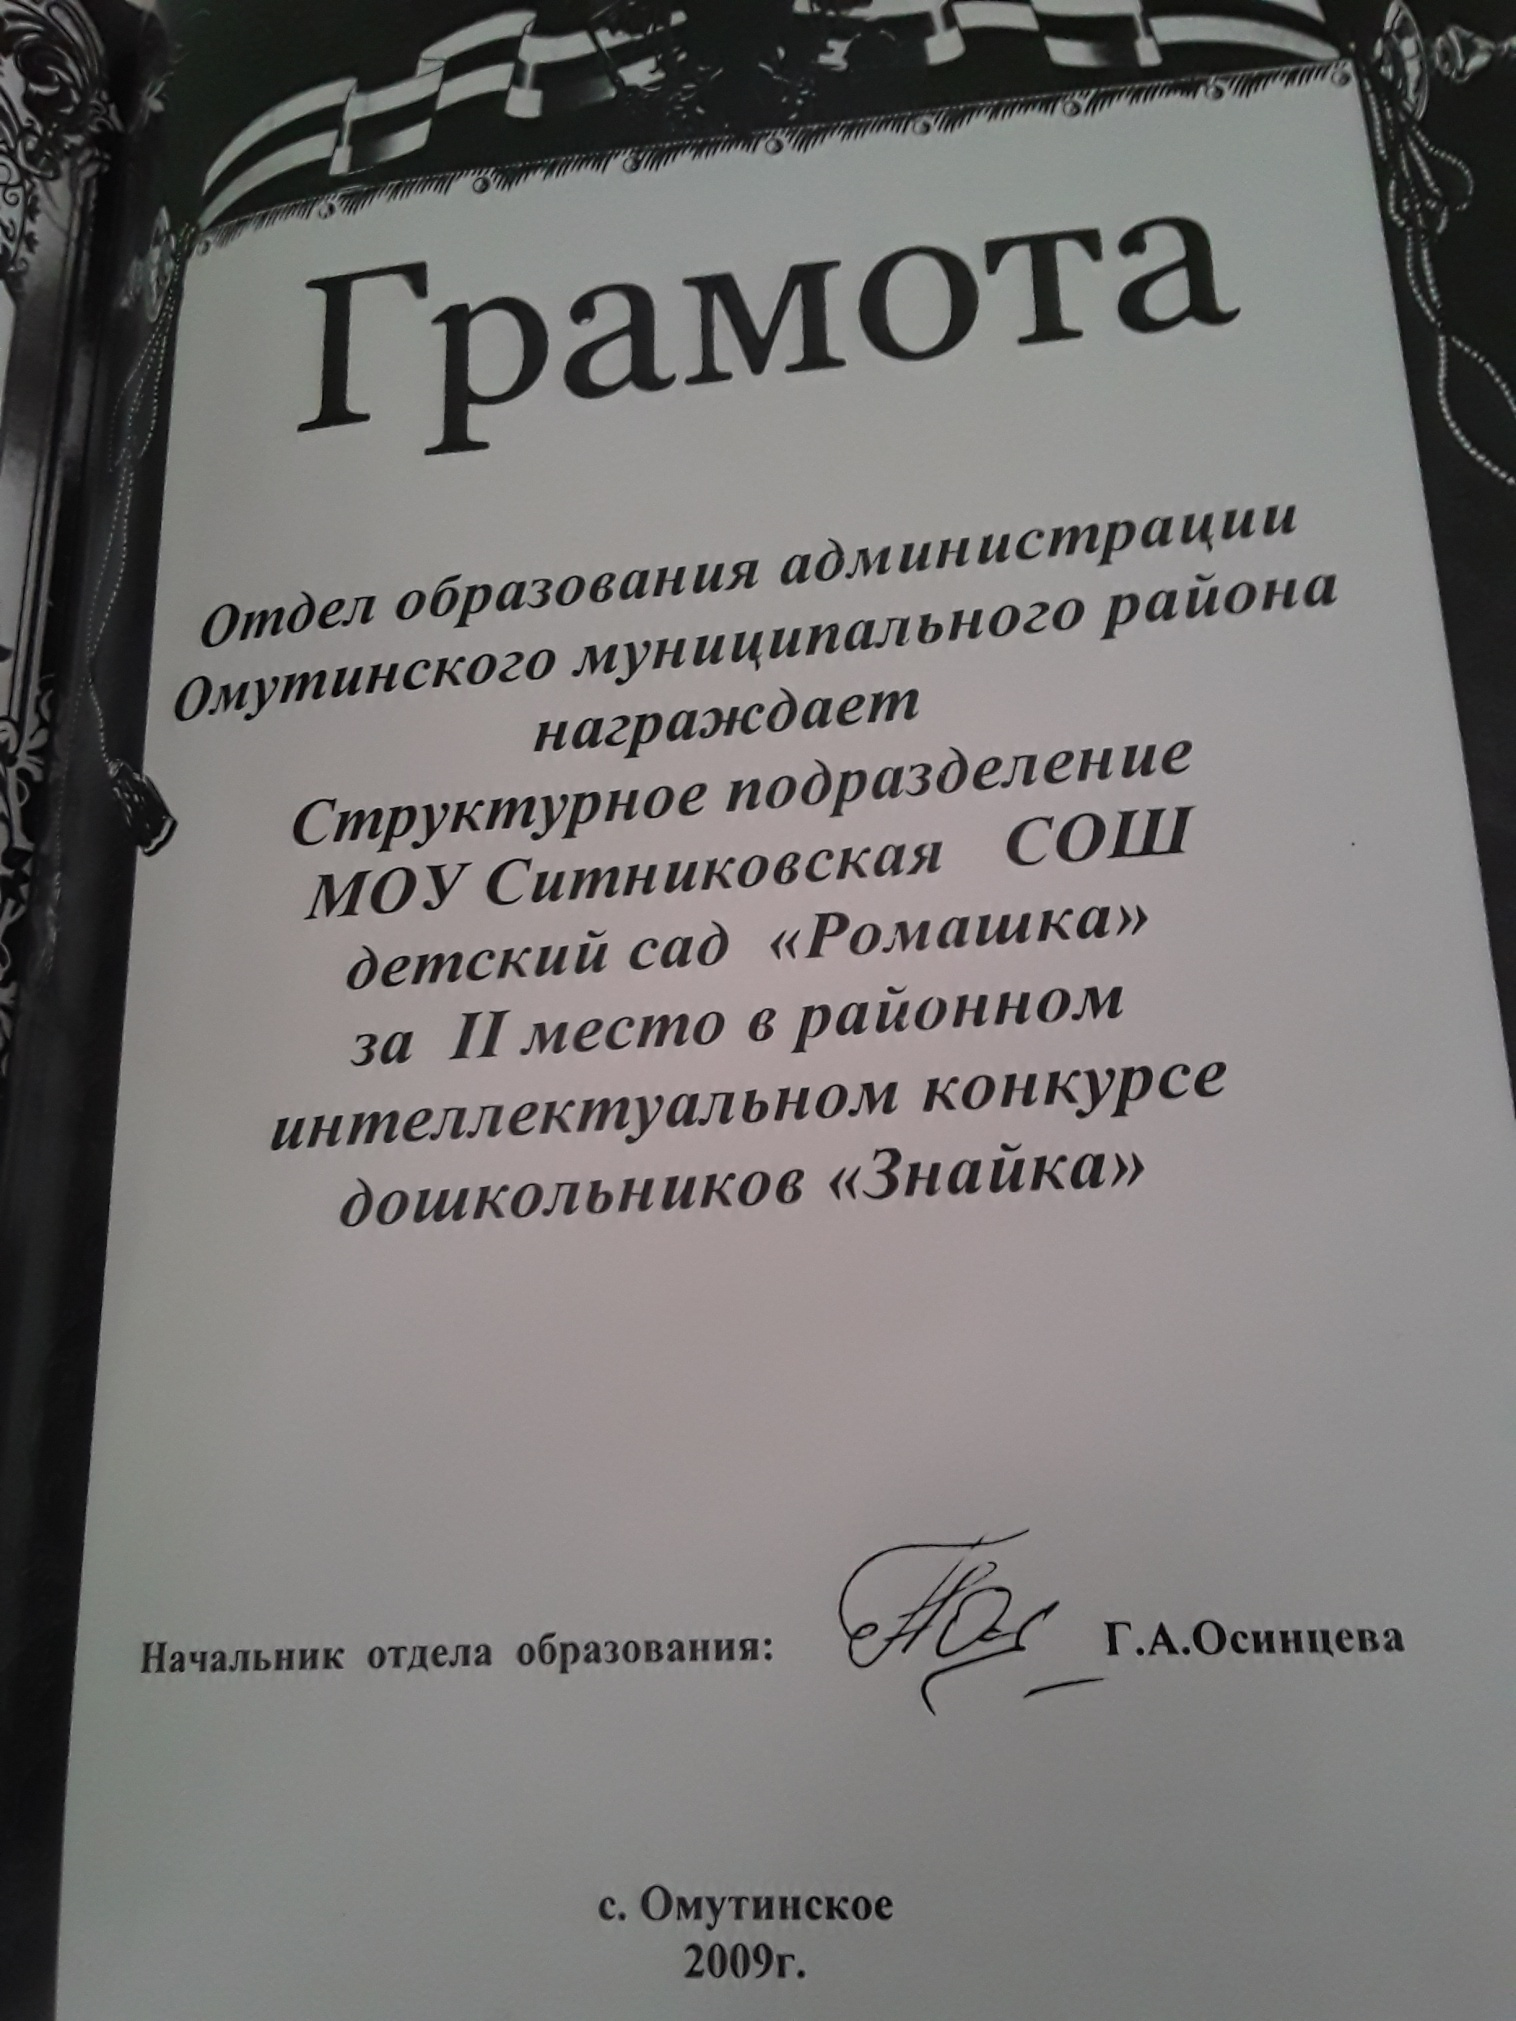 Грамота
Отдел образования администрации
Омутинского муниципального района
награждает
Структурное подразделение
МОУ Ситниковская СОШ
детский сад «Ромашка»
за II место в районном
интеллектуальном конкурсе
дошкольников «Знайка»
Начальник отдела образования: Г.А.Осинцева
с. Омутинское
2009г.